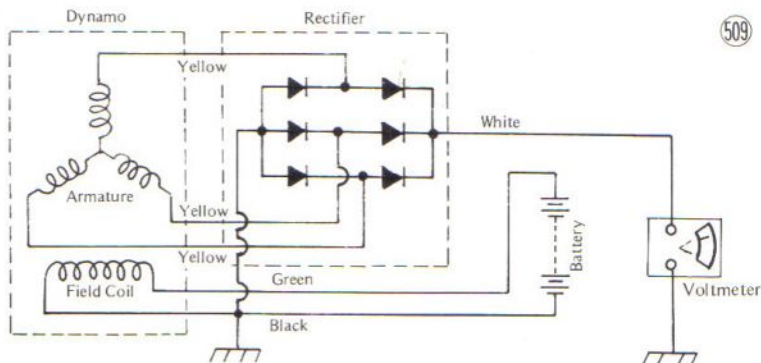 Dynamo
Rectifier
509
Yellow
White
Armature
Yellow
Yellow
Green
Field Coil
Black
Battery
Voltmeter